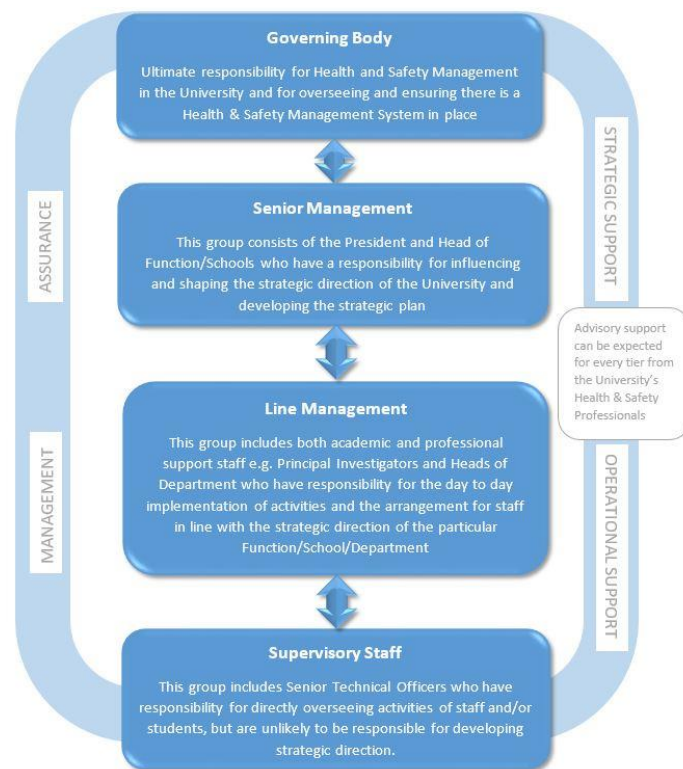 Governing Body
Ultimate responsibility for Health and Safety Management
in the University and for overseeing and ensuring there is a
Health & Safety Management System in place
ASSURANCE
STRATEGIC SUPPORT
Senior Management
This group consists of the President and Head of
Function/Schools who have a responsibility for influencing
and shaping the strategic direction of the University and
developing the strategic plan
Advisory support
can be expected
for every tier from
the University's
Health & Safety
Professionals
Line Management
This group includes both academic and professional
support staff e.g. Principal Investigators and Heads of
Department who have responsibility for the day to day
implementation of activities and the arrangement for staff
in line with the strategic direction of the particular
Function/School/Department
MANAGEMENT
OPERATIONAL SUPPORT
Supervisory Staff
This group includes Senior Technical Officers who have
responsibility for directly overseeing activities of staff and/or
students, but are unlikely to be responsible for developing
strategic direction.